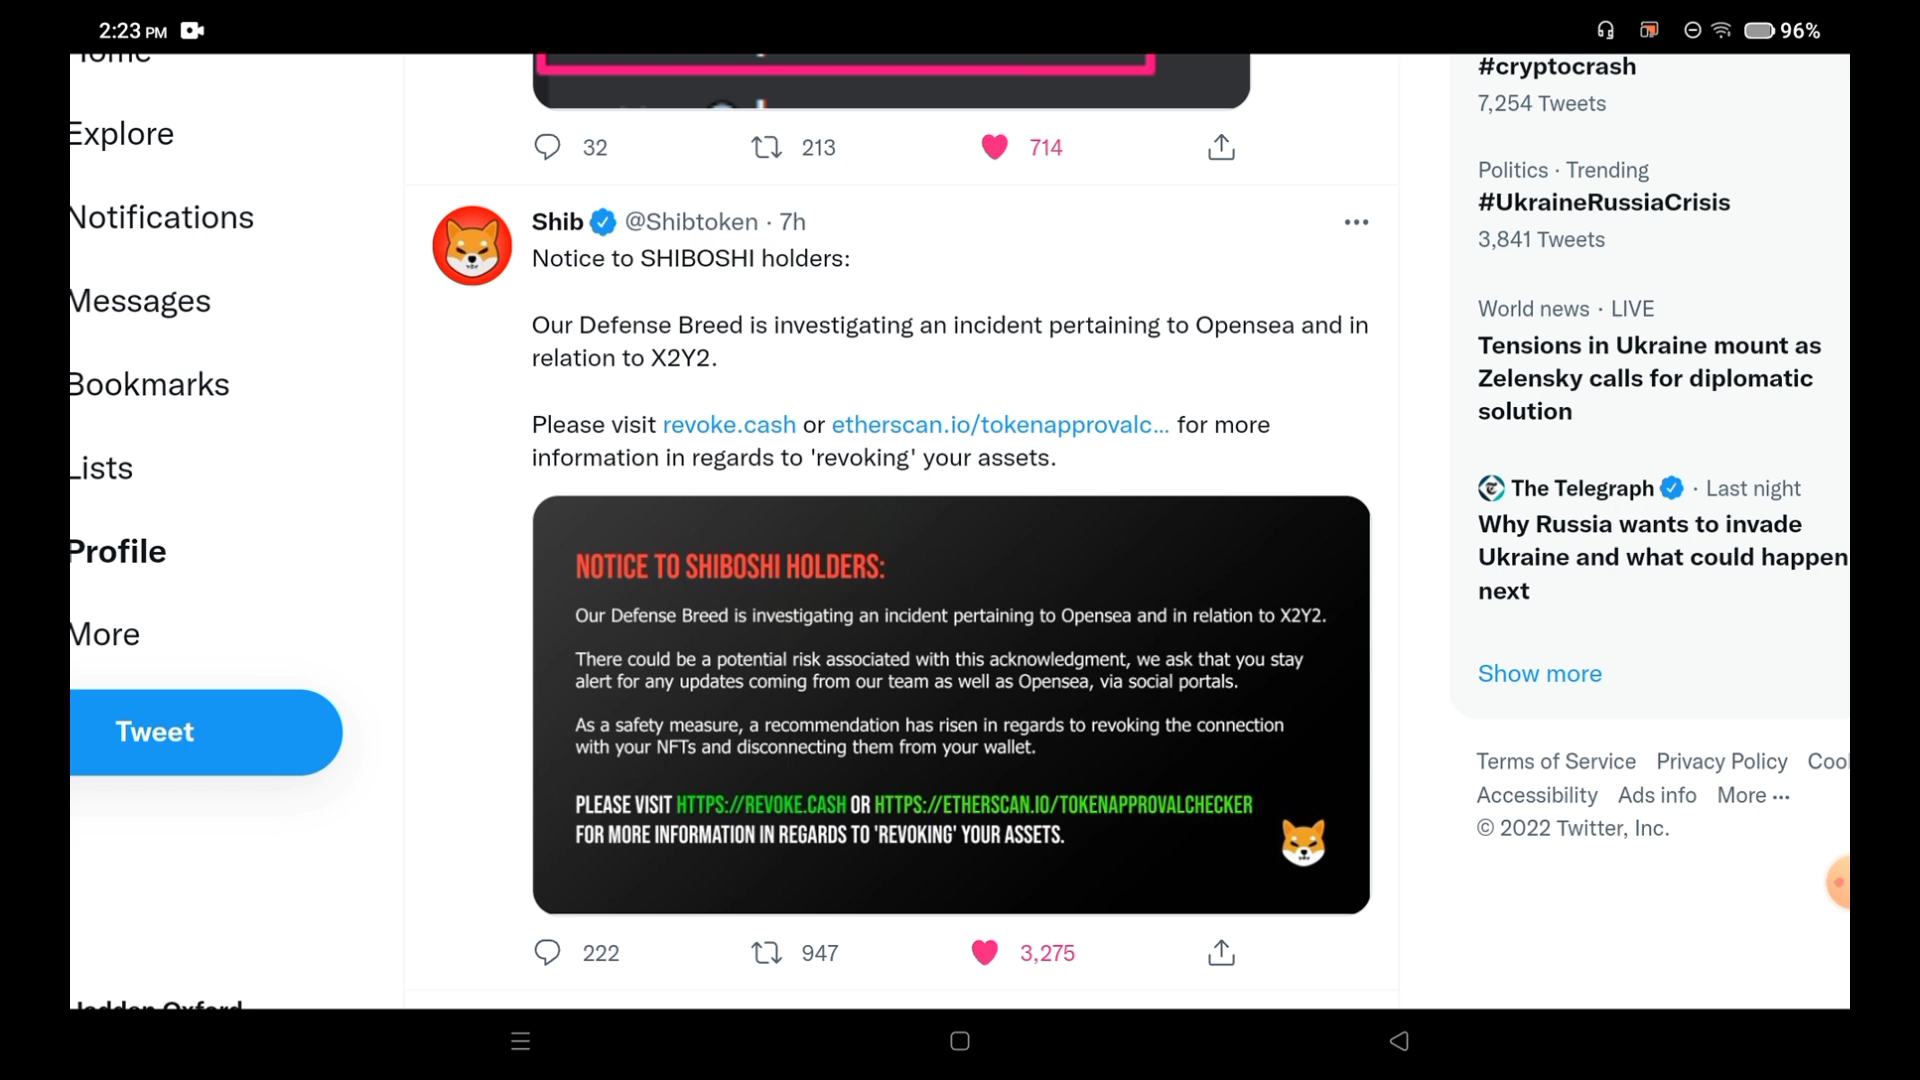 2:23 PM
96%
Home
Explore
Notifications
Messages
Bookmarks
Lists
Profile
More
Tweet
32 213 714
Shib @Shibtoken · 7h
Notice to SHIBOSHI holders:
Our Defense Breed is investigating an incident pertaining to Opensea and in
relation to X2Y2.
Please visit revoke.cash or etherscan.io/tokenapprovalc... for more
information in regards to 'revoking' your assets.
NOTICE TO SHIBOSHI HOLDERS:
Our Defense Breed is investigating an incident pertaining to Opensea and in relation to X2Y2.
There could be a potential risk associated with this acknowledgment, we ask that you stay
alert for any updates coming from our team as well as Opensea, via social portals.
As a safety measure, a recommendation has risen in regards to revoking the connection
with your NFTs and disconnecting them from your wallet.
PLEASE VISIT HTTPS://REVOKE.CASH OR HTTPS://ETHERSCAN.IO/TOKENAPPROVALCHECKER
FOR MORE INFORMATION IN REGARDS TO 'REVOKING' YOUR ASSETS.
222 947 3,275
#cryptocrash
7,254 Tweets
Politics · Trending
#UkraineRussiaCrisis
3,841 Tweets
World news · LIVE
Tensions in Ukraine mount as
Zelensky calls for diplomatic
solution
The Telegraph · Last night
Why Russia wants to invade
Ukraine and what could happen
next
Show more
Terms of Service Privacy Policy Coo
Accessibility Ads info More ···
© 2022 Twitter, Inc.